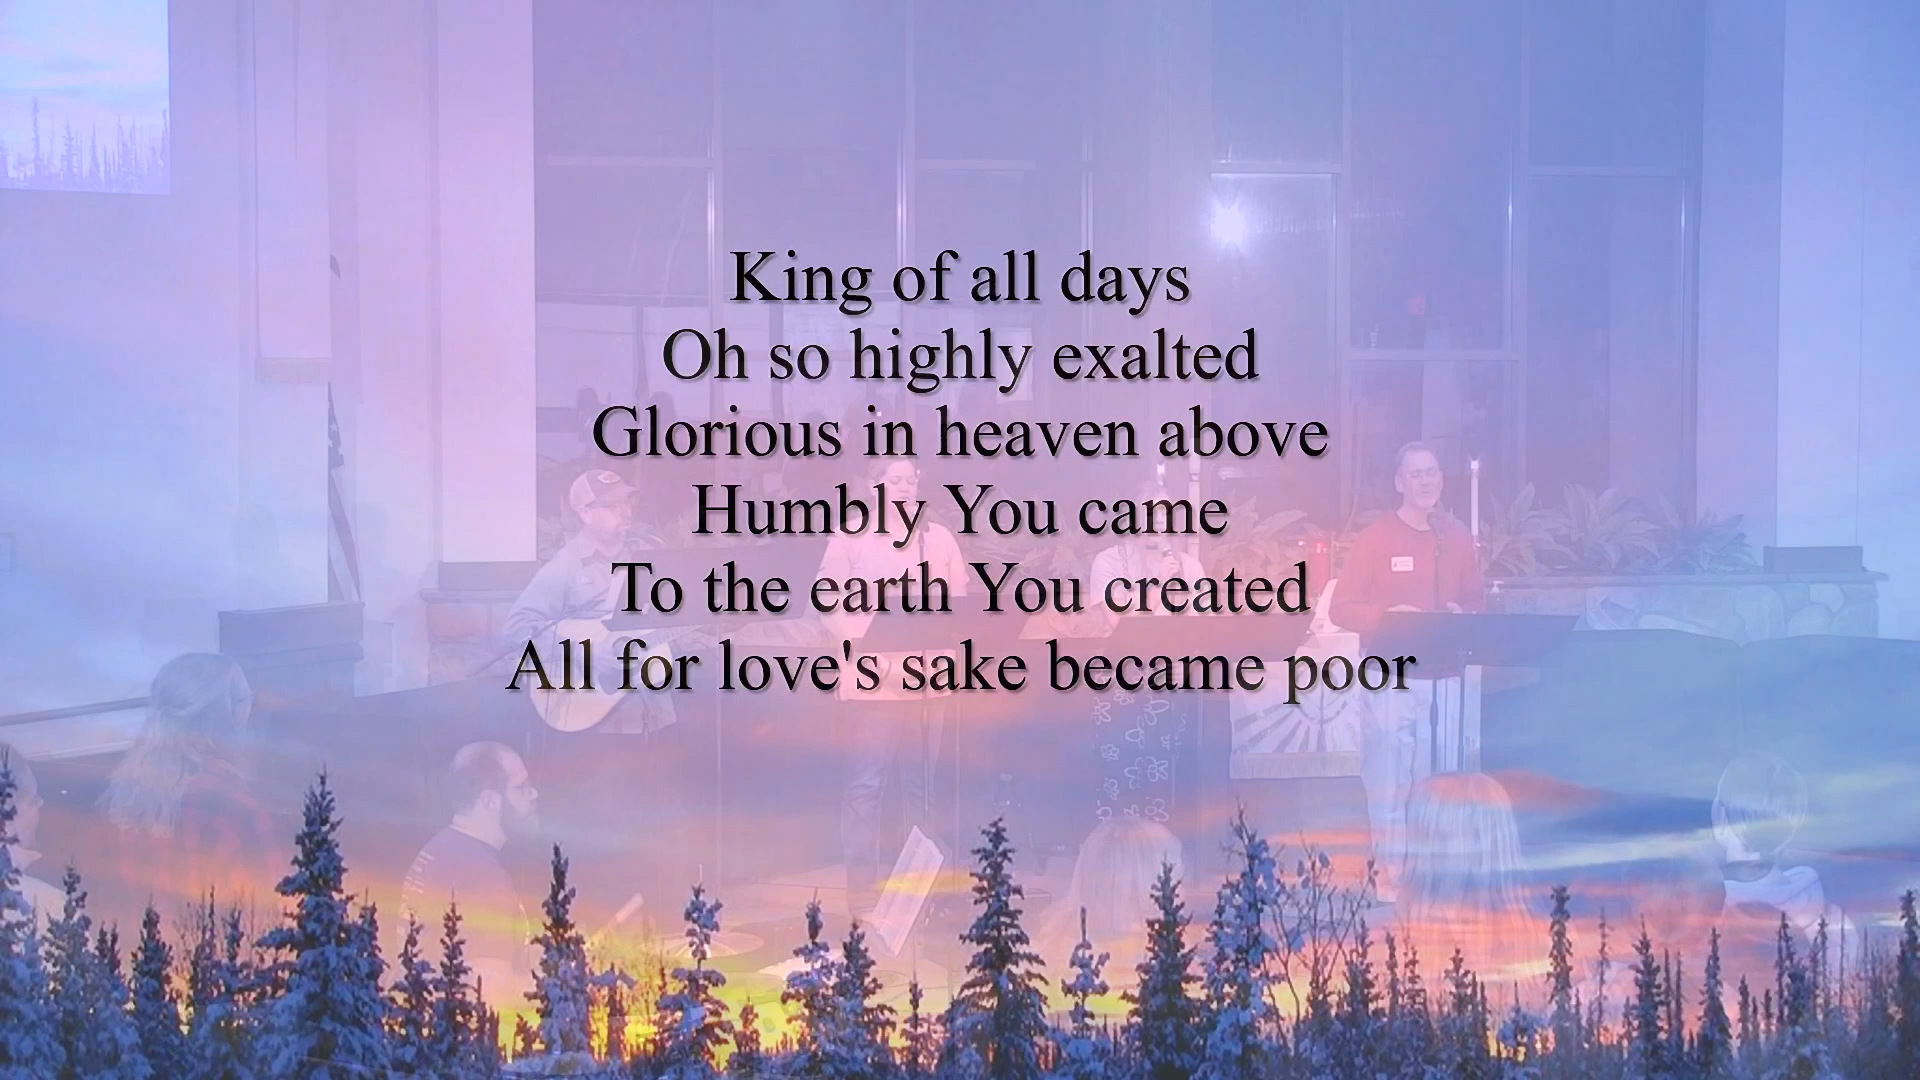 King of all days
Oh so highly exalted
Glorious in heaven above
Humbly You came
To the earth You created
All for love's sake became poor